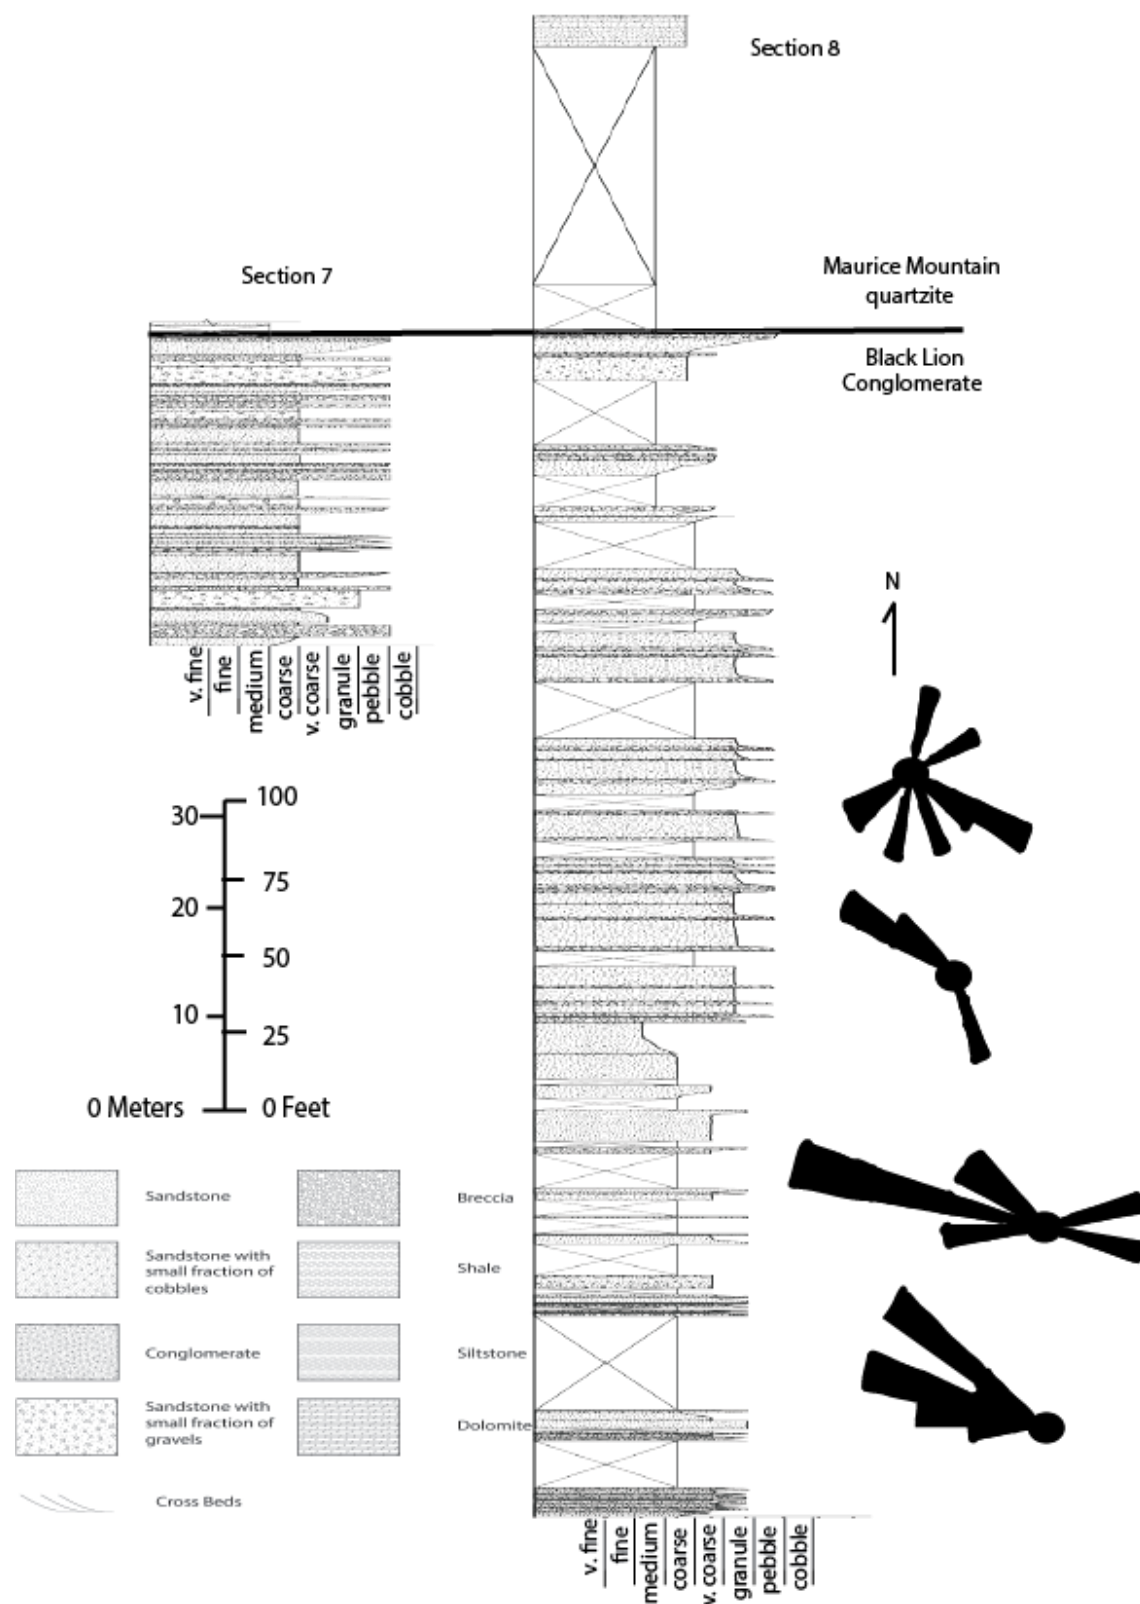 Section 8
Section 7
Maurice Mountain
quartzite
Black Lion
Conglomerate
v. fine
fine
medium
coarse
v. coarse
granule
pebble
cobble
N
30
100
75
20
50
10
25
0 Meters
0 Feet
Sandstone
Breccia
Sandstone with
small fraction of
cobbles
Shale
Conglomerate
Siltstone
Sandstone with
small fraction of
gravels
Dolomite
Cross Beds
v. fine
fine
medium
coarse
v. coarse
granule
pebble
cobble